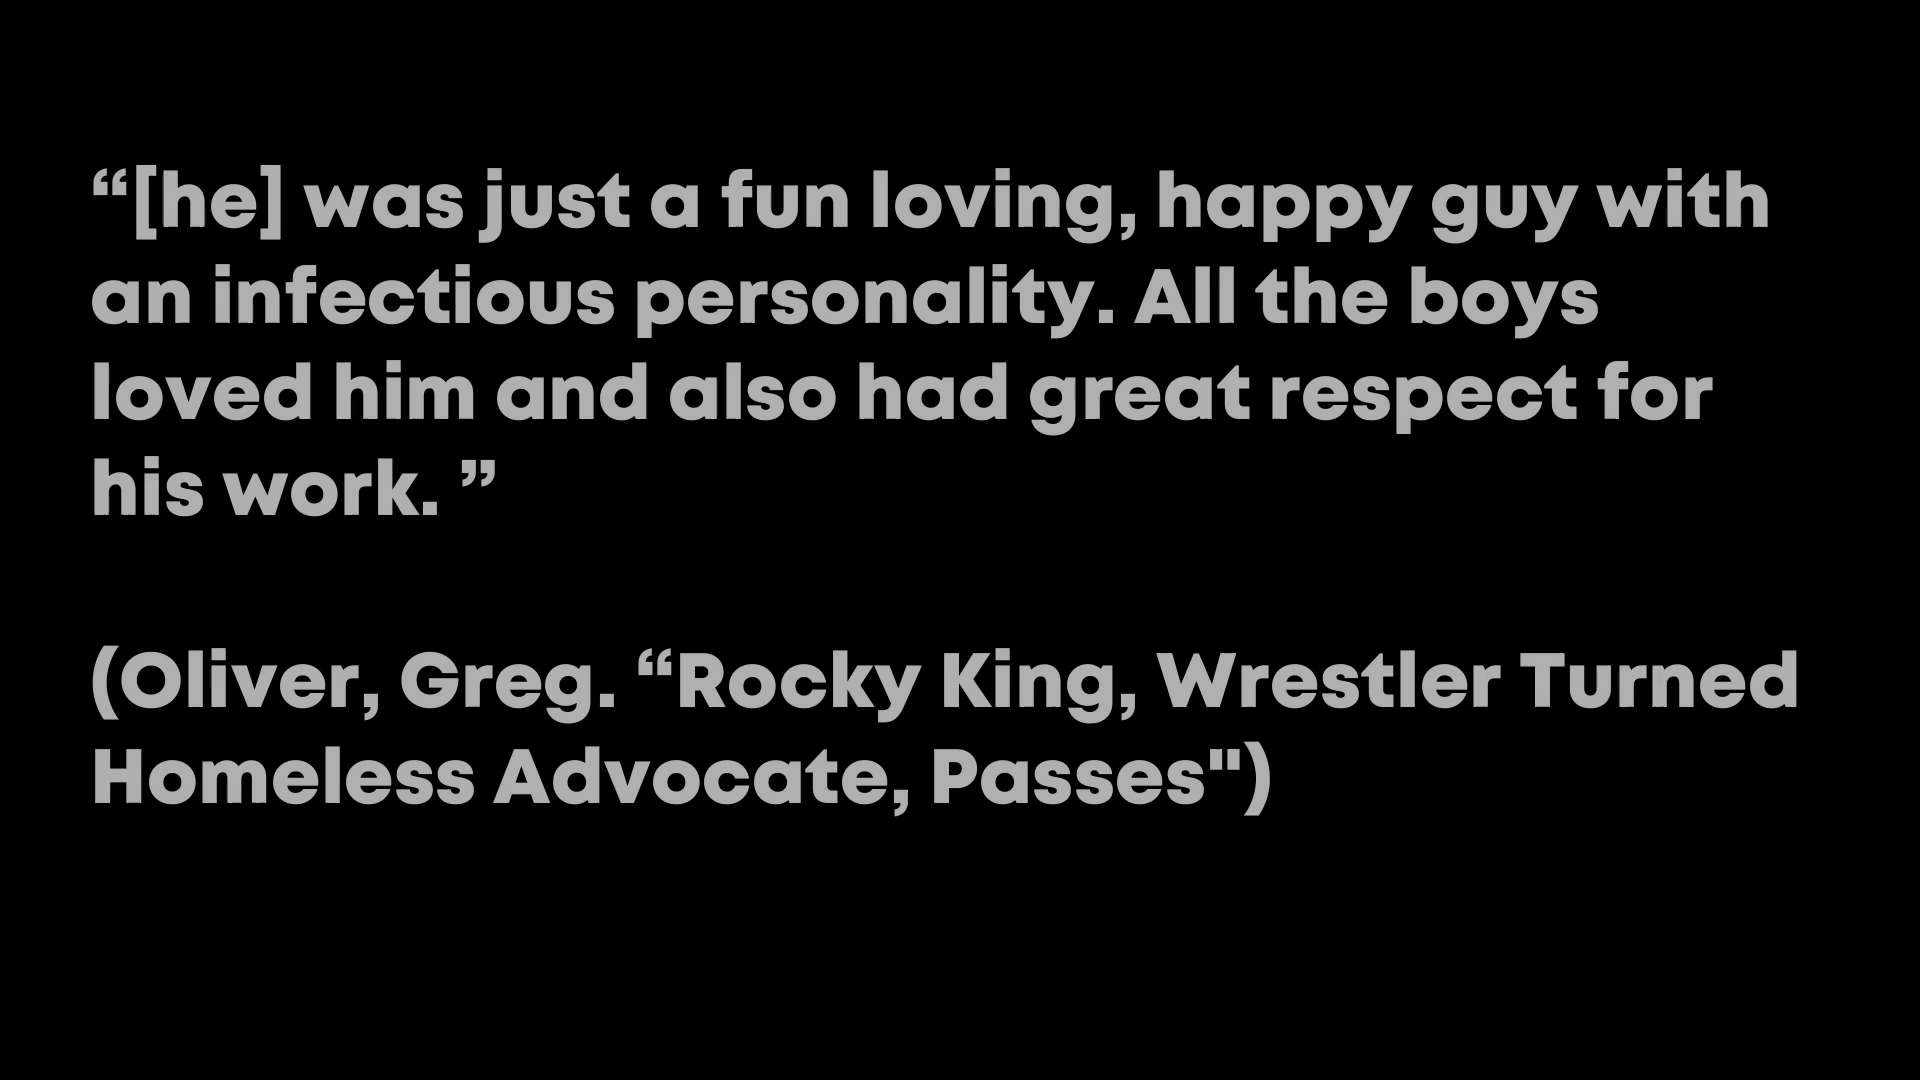 “[he] was just a fun loving, happy guy with
an infectious personality. All the boys
loved him and also had great respect for
his work. ”
(Oliver, Greg. “Rocky King, Wrestler Turned
Homeless Advocate, Passes")